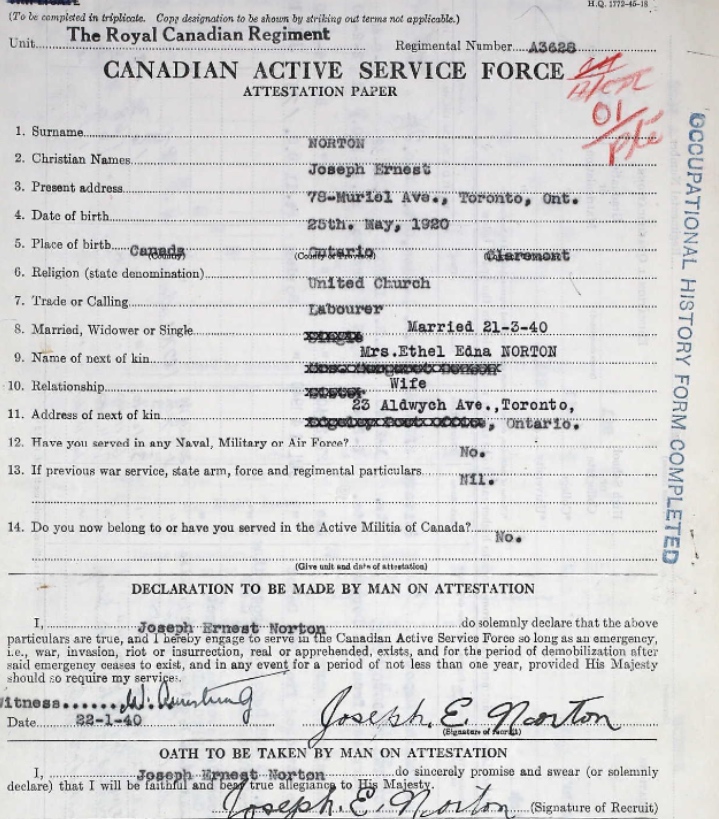 H.Q. 1772-45-18
(To be completed in triplicate. Copy designation to be shown by striking out terms not applicable.)
Unit The Royal Canadian Regiment Regimental Number A3628
CANADIAN ACTIVE SERVICE FORCE
ATTESTATION PAPER
01
Pte
1. Surname NORTON
2. Christian Names Joseph Ernest
3. Present address 78-Muriel Ave., Toronto, Ont.
4. Date of birth 25th. May, 1920
5. Place of birth Canada Ontario Claremont
(Country) (County or Province)
6. Religion (state denomination) United Church
7. Trade or Calling Labourer
8. Married, Widower or Single Married 21-3-40
9. Name of next of kin Mrs.Ethel Edna NORTON
10. Relationship Wife
11. Address of next of kin 23 Aldwych Ave.,Toronto,
, Ontario.
12. Have you served in any Naval, Military or Air Force? No.
13. If previous war service, state arm, force and regimental particulars Nil.
14. Do you now belong to or have you served in the Active Militia of Canada? No.
(Give unit and date of attestation)
OCCUPATIONAL HISTORY FORM COMPLETED
DECLARATION TO BE MADE BY MAN ON ATTESTATION
I, Joseph Ernest Norton do solemnly declare that the above
particulars are true, and I hereby engage to serve in the Canadian Active Service Force so long as an emergency,
i.e., war, invasion, riot or insurrection, real or apprehended, exists, and for the period of demobilization after
said emergency ceases to exist, and in any event for a period of not less than one year, provided His Majesty
should so require my services.
Witness...... W. Armstrong
Date 22-1-40 Joseph. E. Norton
(Signature of Recruit)
OATH TO BE TAKEN BY MAN ON ATTESTATION
I, Joseph Ernest Norton do sincerely promise and swear (or solemnly
declare) that I will be faithful and bear true allegiance to His Majesty.
Joseph. E. Norton (Signature of Recruit)